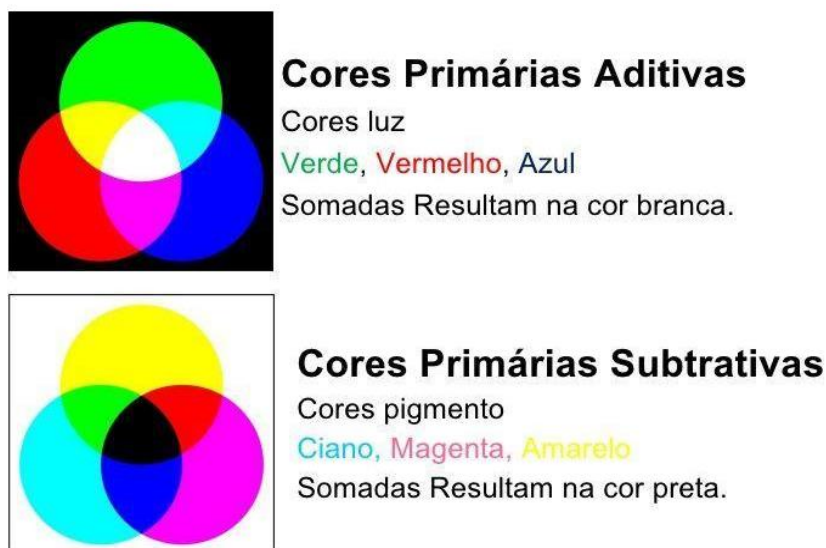 Cores Primárias Aditivas
Cores luz
Verde, Vermelho, Azul
Somadas Resultam na cor branca.
Cores Primárias Subtrativas
Cores pigmento
Ciano, Magenta, Amarelo
Somadas Resultam na cor preta.